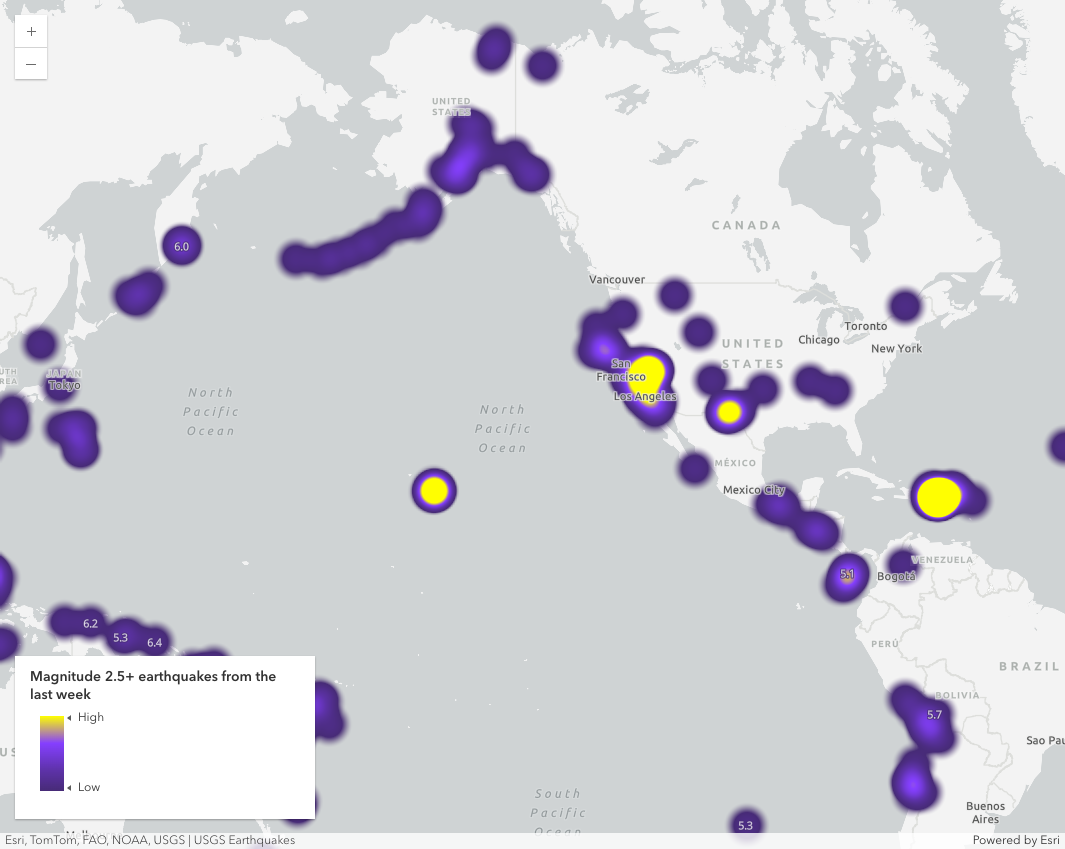 +
−
UNITED
STATES
CANADA
6.0
Vancouver
Toronto
Chicago
New York
UNITED
STATES
San
Francisco
Los Angeles
JAPAN
Tokyo
North
Pacific
Ocean
North
Pacific
Ocean
MÉXICO
Mexico City
5.1
Bogotá
VENEZUELA
6.2
5.3
6.4
PERÚ
BRAZIL
BOLIVIA
5.7
Sao Pau
Magnitude 2.5+ earthquakes from the
last week
High
Low
South
Pacific
Ocean
Buenos
Aires
5.3
Esri, TomTom, FAO, NOAA, USGS | USGS Earthquakes
Powered by Esri